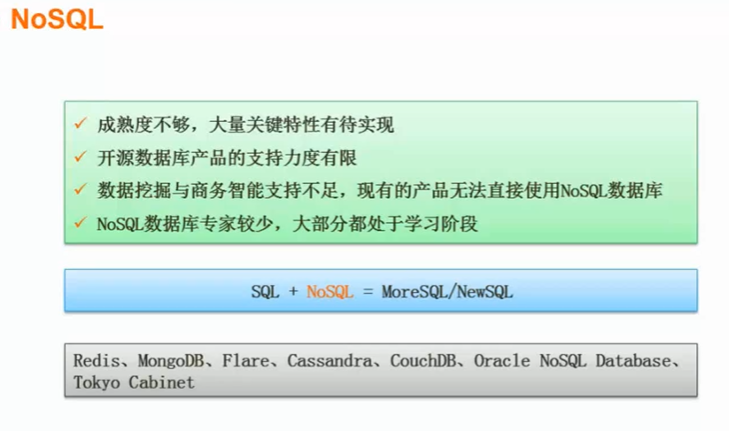 NoSQL
✓ 成熟度不够，大量关键特性有待实现
✓ 开源数据库产品的支持力度有限
✓ 数据挖掘与商务智能支持不足，现有的产品无法直接使用NoSQL数据库
✓ NoSQL数据库专家较少，大部分都处于学习阶段
SQL + NoSQL = MoreSQL/NewSQL
Redis、MongoDB、Flare、Cassandra、CouchDB、Oracle NoSQL Database、
Tokyo Cabinet